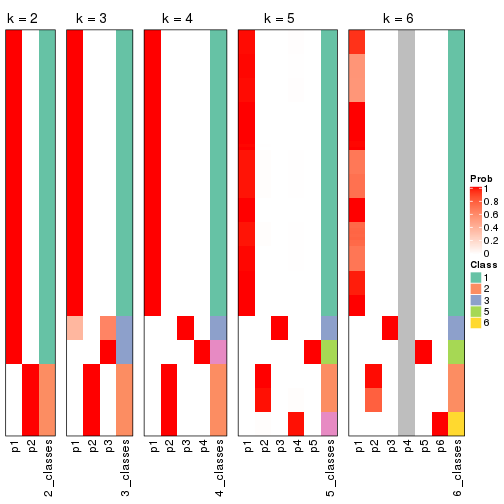 k = 2
k = 3
k = 4
k = 5
k = 6
p1
p2
2_classes
p1
p2
p3
3_classes
p1
p2
p3
p4
4_classes
p1
p2
p3
p4
p5
5_classes
p1
p2
p3
p4
p5
p6
6_classes
Prob
1
0.8
0.6
0.4
0.2
0
Class
1
2
3
5
6